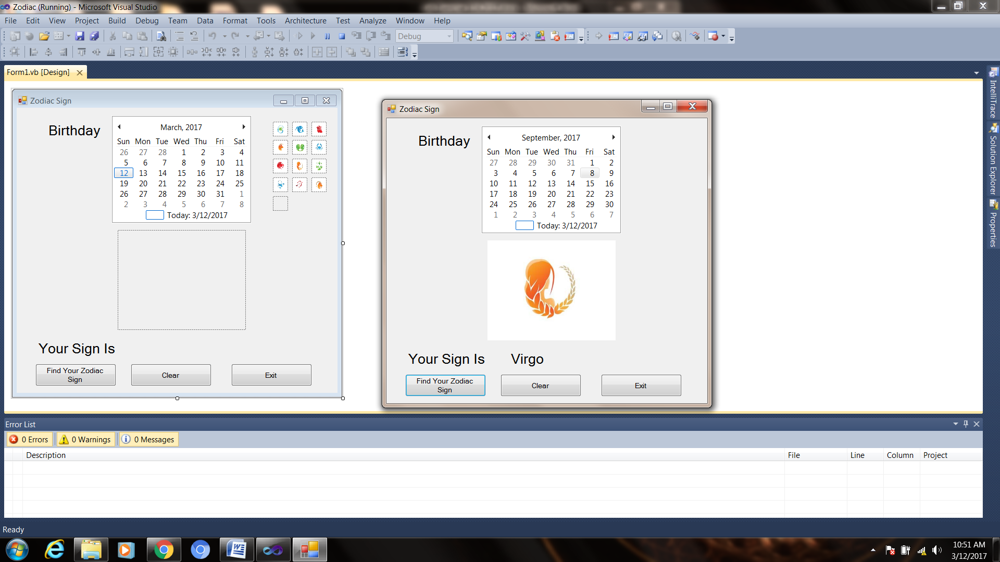 Zodiac (Running) - Microsoft Visual Studio
File Edit View Project Build Debug Team Data Format Tools Architecture Test Analyze Window Help
Debug
Form1.vb [Design]
Zodiac Sign
Birthday
March, 2017
Sun Mon Tue Wed Thu Fri Sat
26 27 28 1 2 3 4
5 6 7 8 9 10 11
12 13 14 15 16 17 18
19 20 21 22 23 24 25
26 27 28 29 30 31 1
2 3 4 5 6 7 8
Today: 3/12/2017
Your Sign Is
Find Your Zodiac
Sign
Clear
Exit
Zodiac Sign
Birthday
September, 2017
Sun Mon Tue Wed Thu Fri Sat
27 28 29 30 31 1 2
3 4 5 6 7 8 9
10 11 12 13 14 15 16
17 18 19 20 21 22 23
24 25 26 27 28 29 30
1 2 3 4 5 6 7
Today: 3/12/2017
Your Sign Is Virgo
Find Your Zodiac
Sign
Clear
Exit
IntelliTrace
Solution Explorer
Properties
Error List
0 Errors 0 Warnings 0 Messages
Description File Line Column Project
Ready
10:51 AM
3/12/2017